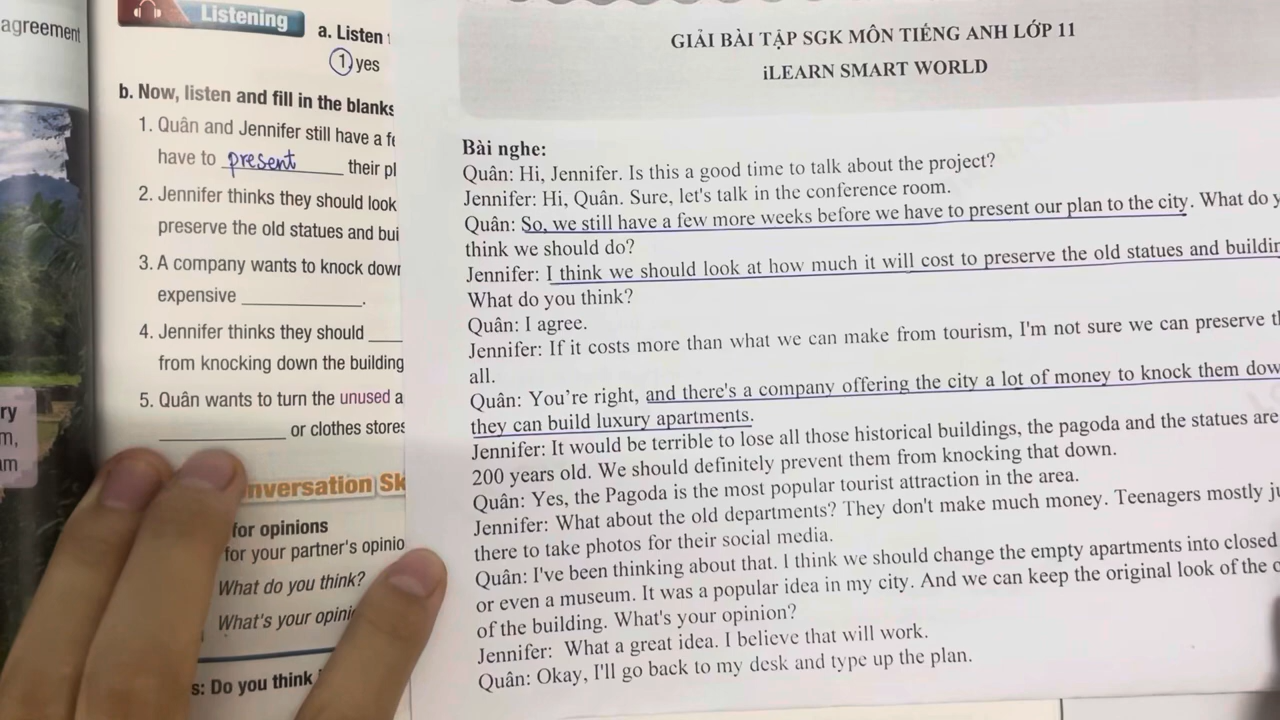 agreement
Listening
a. Listen
1. yes
b. Now, listen and fill in the blanks
1. Quân and Jennifer still have a
have to present their
2. Jennifer thinks they should look
preserve the old statues and
3. A company wants to knock down
expensive ____________.
4. Jennifer thinks they should ____
from knocking down the building
5. Quân wants to turn the unused
____________ or clothes stores
for opinions
for your partner's
What do you think?
What's your
Do you think
GIẢI BÀI TẬP SGK MÔN TIẾNG ANH LỚP 11
iLEARN SMART WORLD
Bài nghe:
Quân: Hi, Jennifer. Is this a good time to talk about the project?
Jennifer: Hi, Quân. Sure, let's talk in the conference room.
Quân: So, we still have a few more weeks before we have to present our plan to the city. What do
think we should do?
Jennifer: I think we should look at how much it will cost to preserve the old statues and
What do you think?
Quân: I agree.
Jennifer: If it costs more than what we can make from tourism, I'm not sure we can preserve
all.
Quân: You're right, and there's a company offering the city a lot of money to knock them
they can build luxury apartments.
Jennifer: It would be terrible to lose all those historical buildings, the pagoda and the statues are
200 years old. We should definitely prevent them from knocking that down.
Quân: Yes, the Pagoda is the most popular tourist attraction in the area.
Jennifer: What about the old departments? They don't make much money. Teenagers mostly
there to take photos for their social media.
Quân: I've been thinking about that. I think we should change the empty apartments into closed
or even a museum. It was a popular idea in my city. And we can keep the original look of the
of the building. What's your opinion?
Jennifer: What a great idea. I believe that will work.
Quân: Okay, I'll go back to my desk and type up the plan.